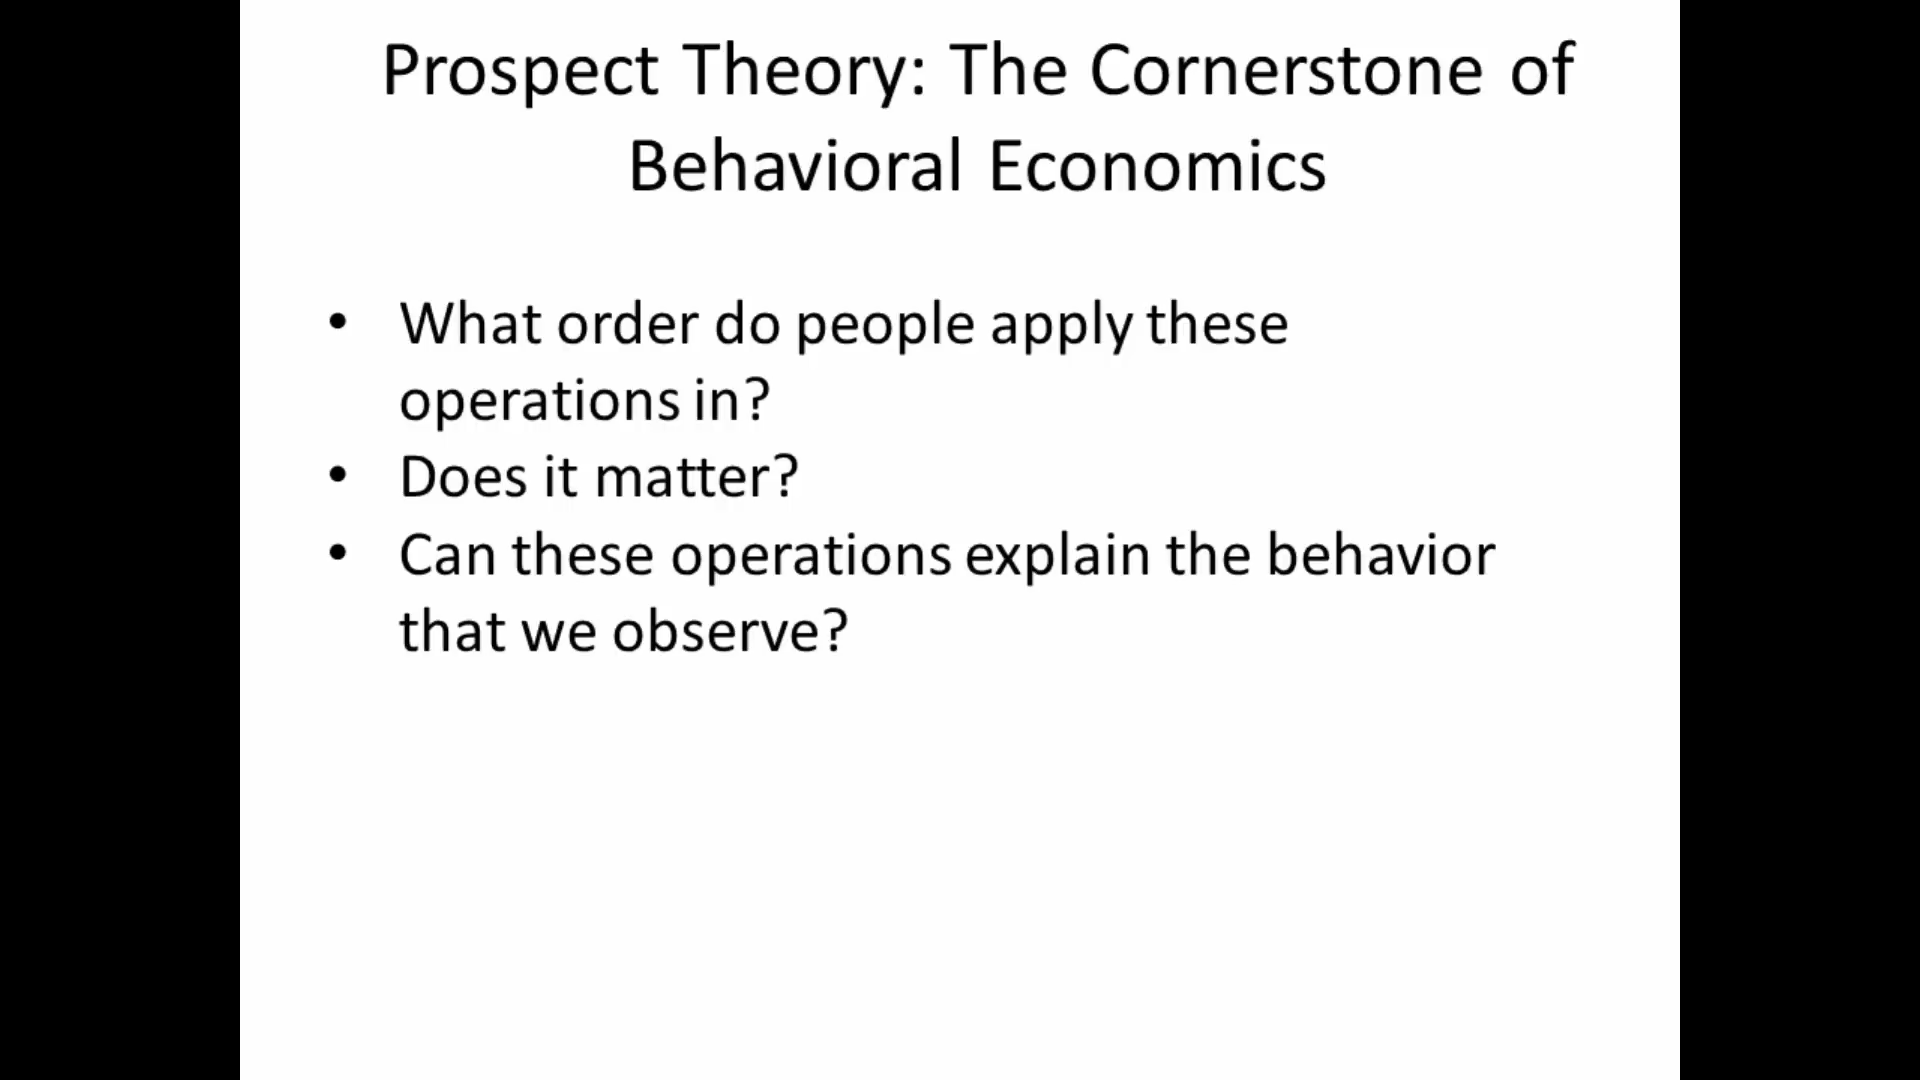 Prospect Theory: The Cornerstone of
Behavioral Economics
• What order do people apply these
operations in?
• Does it matter?
• Can these operations explain the behavior
that we observe?